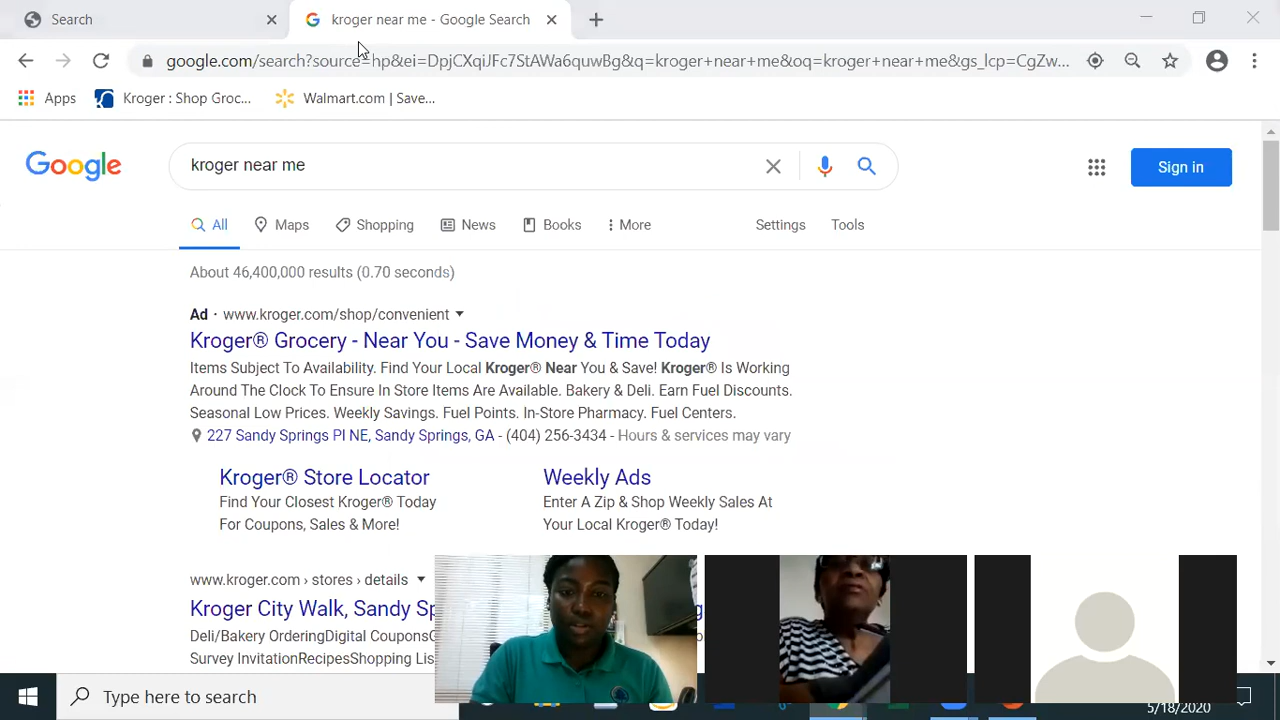 Search
kroger near me - Google Search
google.com/search?source=hp&ei=DpjCXqiJFc7StAWa6quwBg&q=kroger+near+me&oq=kroger+near+me&gs_lcp=CgZw...
Apps
Kroger : Shop Groc...
Walmart.com | Save...
Google
kroger near me
Sign in
All
Maps
Shopping
News
Books
More
Settings
Tools
About 46,400,000 results (0.70 seconds)
Ad · www.kroger.com/shop/convenient
Kroger® Grocery - Near You - Save Money & Time Today
Items Subject To Availability. Find Your Local Kroger® Near You & Save! Kroger® Is Working
Around The Clock To Ensure In Store Items Are Available. Bakery & Deli. Earn Fuel Discounts.
Seasonal Low Prices. Weekly Savings. Fuel Points. In-Store Pharmacy. Fuel Centers.
227 Sandy Springs Pl NE, Sandy Springs, GA - (404) 256-3434 - Hours & services may vary
Kroger® Store Locator
Find Your Closest Kroger® Today
For Coupons, Sales & More!
Weekly Ads
Enter A Zip & Shop Weekly Sales At
Your Local Kroger® Today!
www.kroger.com › stores › details
Kroger City Walk, Sandy Sp
Deli/Bakery OrderingDigital CouponsC
Survey InvitationRecipesShopping Lis
Type here to search
5/18/2020